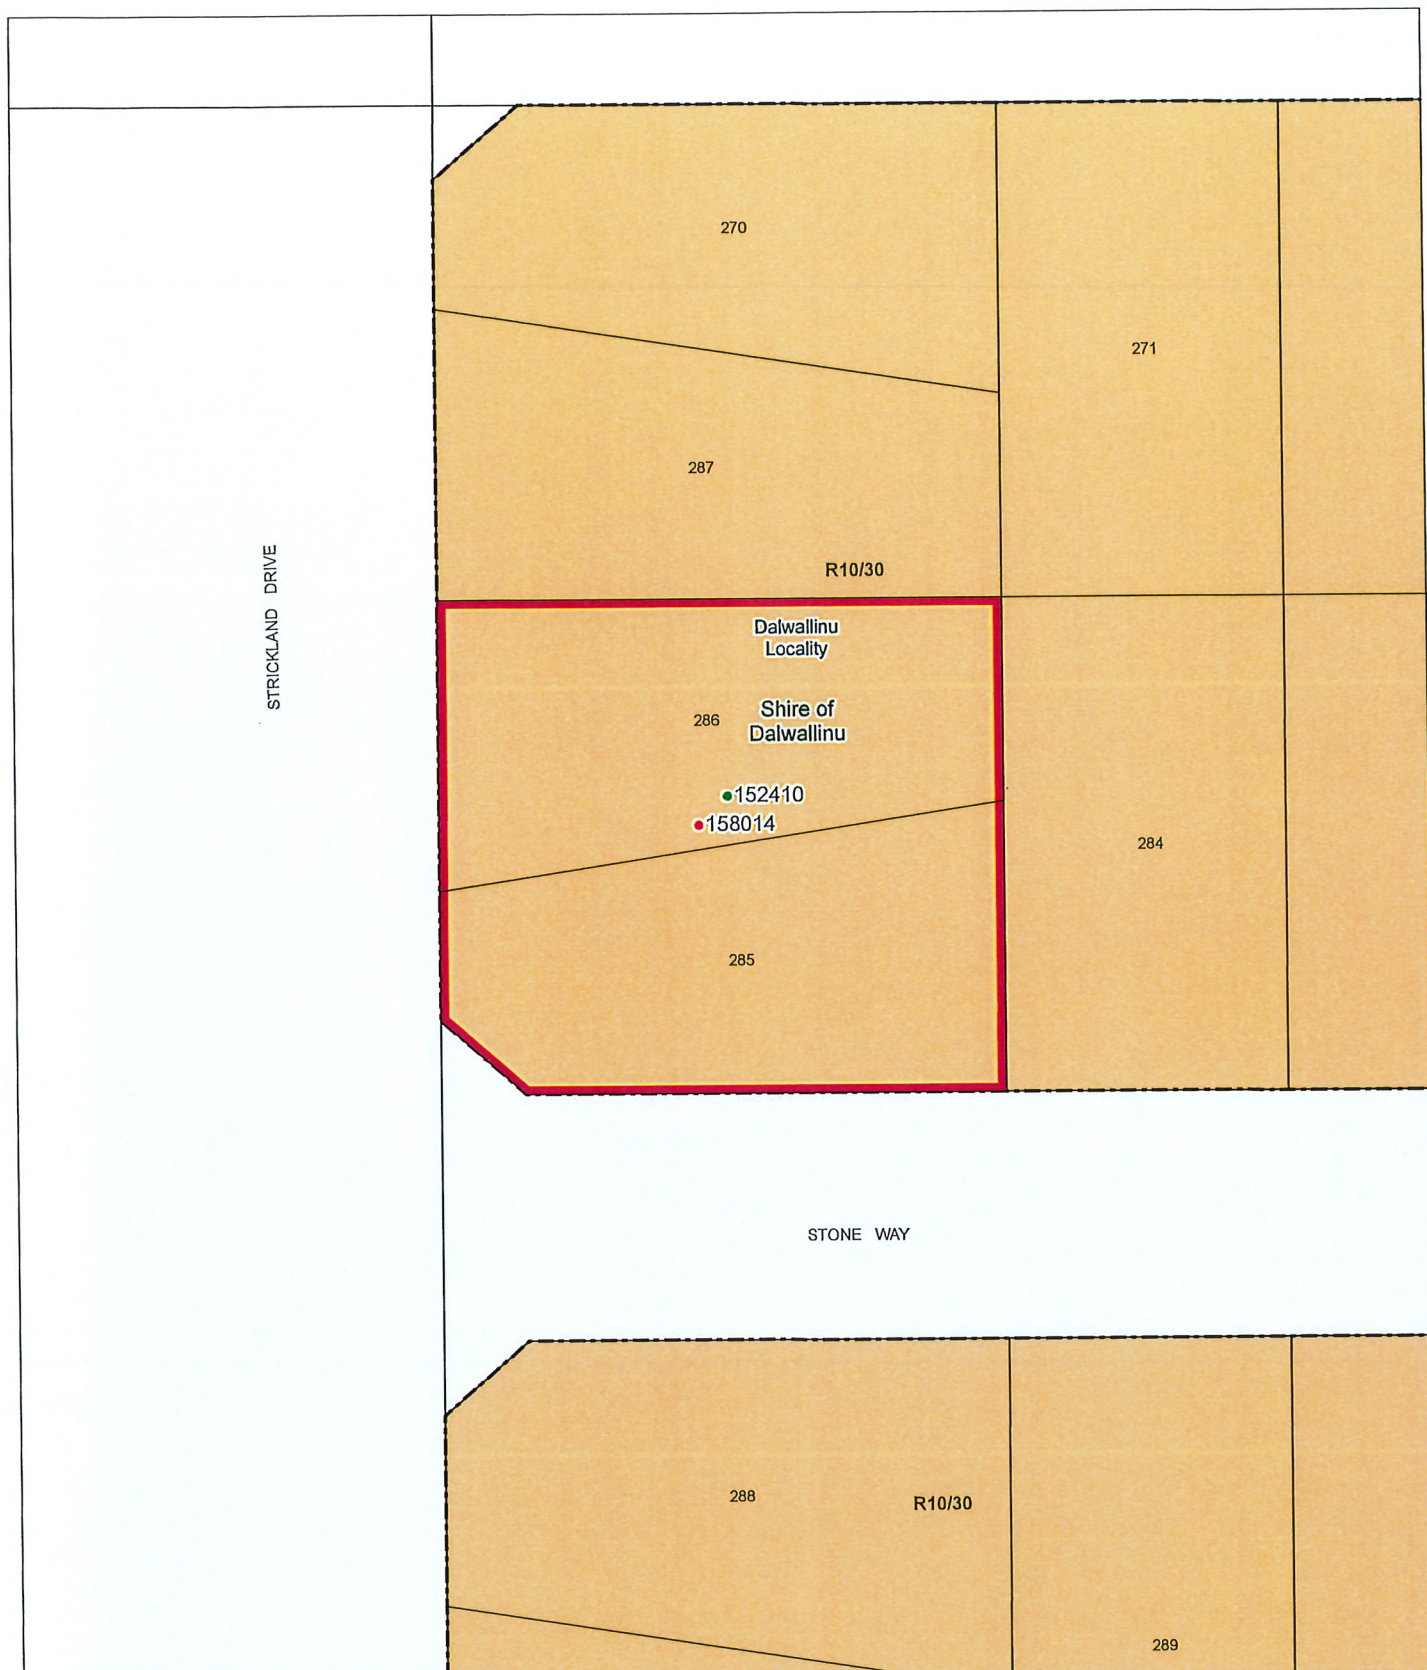 270
271
287
R10/30
STRICKLAND DRIVE
Dalwallinu
Locality
286
Shire of
Dalwallinu
152410
158014
284
285
STONE WAY
288
R10/30
289